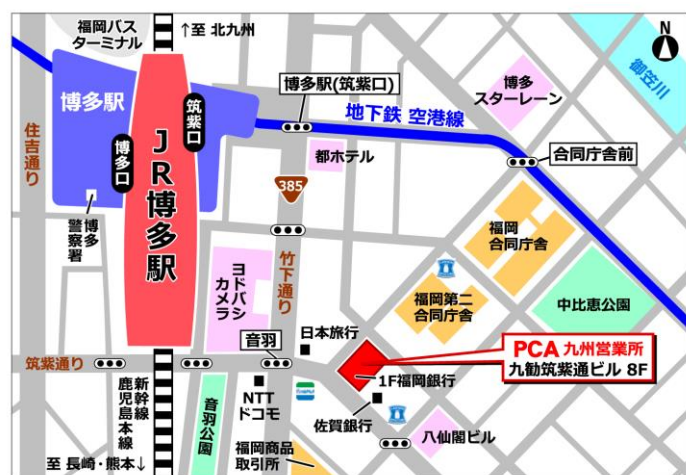 福岡バス
ターミナル
↑至 北九州
N
御笠川
博多駅
筑紫口
博多口
JR博多駅
住吉通り
博多
警察署
博多駅(筑紫口)
地下鉄 空港線
博多
スターレーン
合同庁舎前
都ホテル
385
竹下通り
ヨドバシ
カメラ
福岡
合同庁舎
福岡第二
合同庁舎
中比恵公園
日本旅行
音羽
筑紫通り
PCA 九州営業所
九勧筑紫通ビル 8F
1F福岡銀行
NTT
ドコモ
佐賀銀行
八仙閣ビル
音羽公園
新幹線
鹿児島本線
至 長崎・熊本↓
福岡商品
取引所